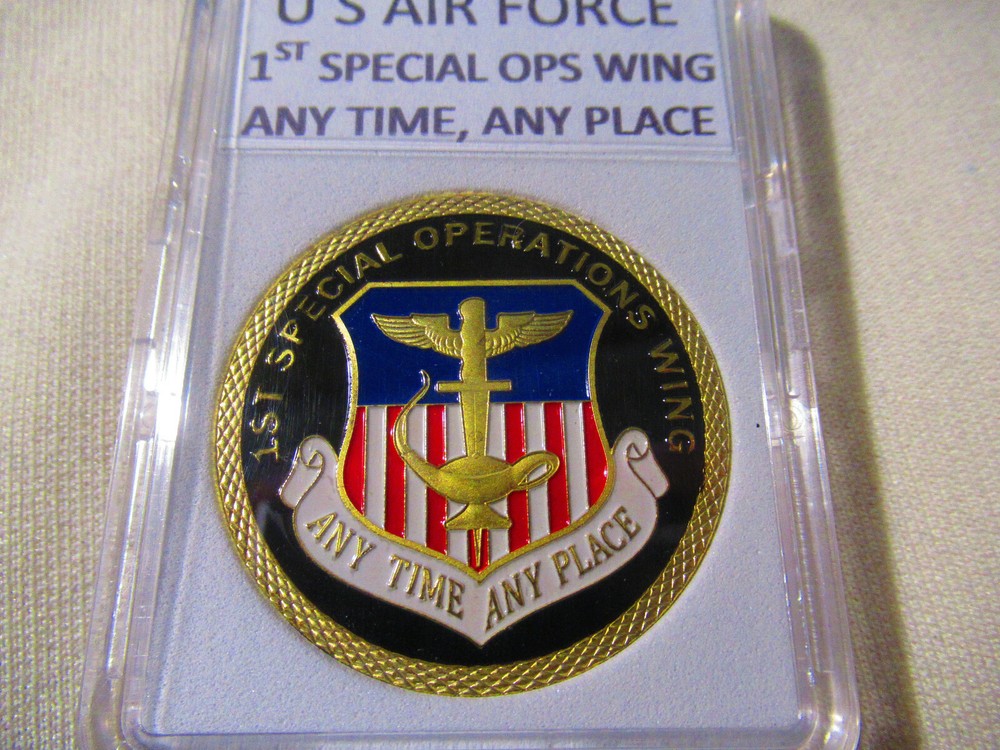 U S AIR FORCE
1ST SPECIAL OPS WING
ANY TIME, ANY PLACE
1ST SPECIAL OPERATIONS WING
ANY TIME ANY PLACE